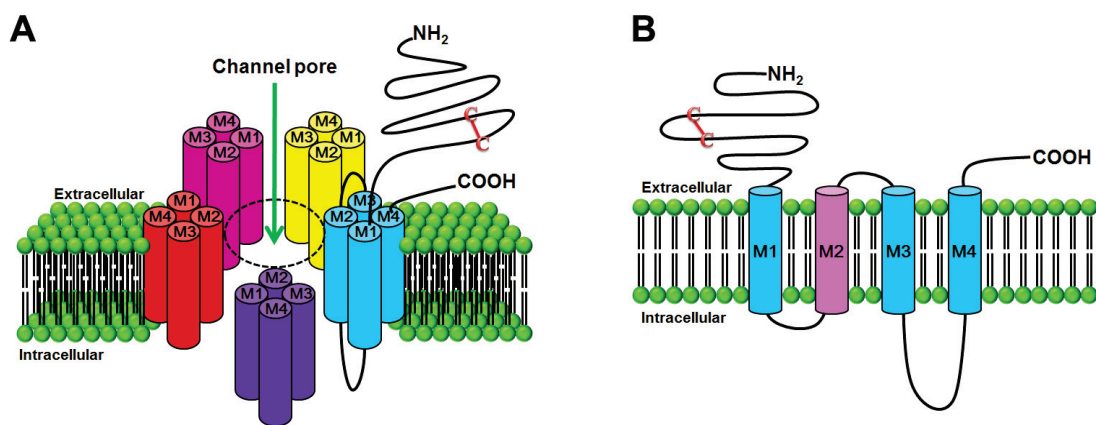 A
NH2
Channel pore
M4
M3 M1
M2
M4
M3 M1
M2
C
C
COOH
Extracellular
M1
M4 M2
M3
M3
M2 M4
M1
M2
M1 M3
M4
Intracellular
B
NH2
C
C
COOH
Extracellular
M1 M2 M3 M4
Intracellular